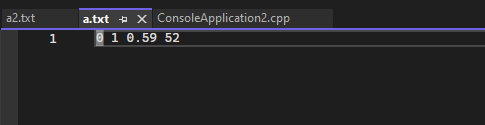 a2.txt a.txt ConsoleApplication2.cpp
1 0 1 0.59 52